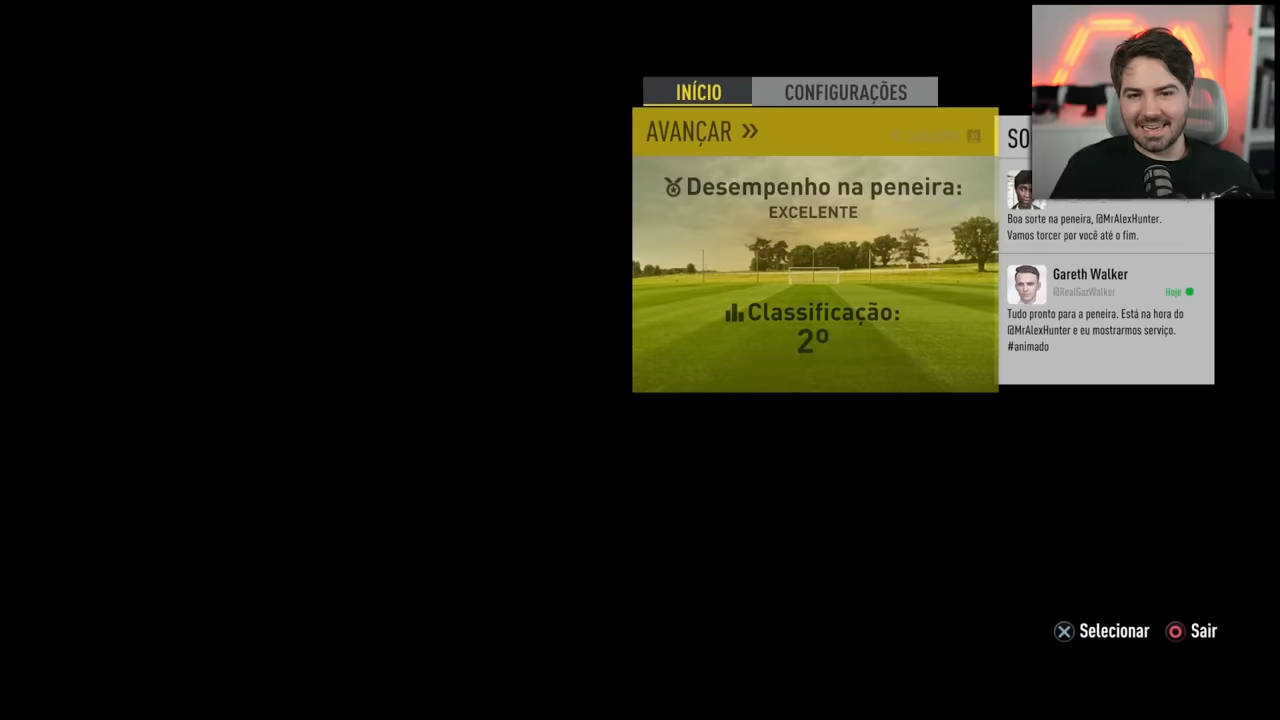 INÍCIO
CONFIGURAÇÕES
AVANÇAR »
Desempenho na peneira:
EXCELENTE
Classificação:
2º
SO
Boa sorte na peneira, @MrAlexHunter.
Vamos torcer por você até o fim.
Gareth Walker
@RealGazWalker
Hoje
Tudo pronto para a peneira. Está na hora do
@MrAlexHunter e eu mostrarmos serviço.
#animado
Selecionar
Sair